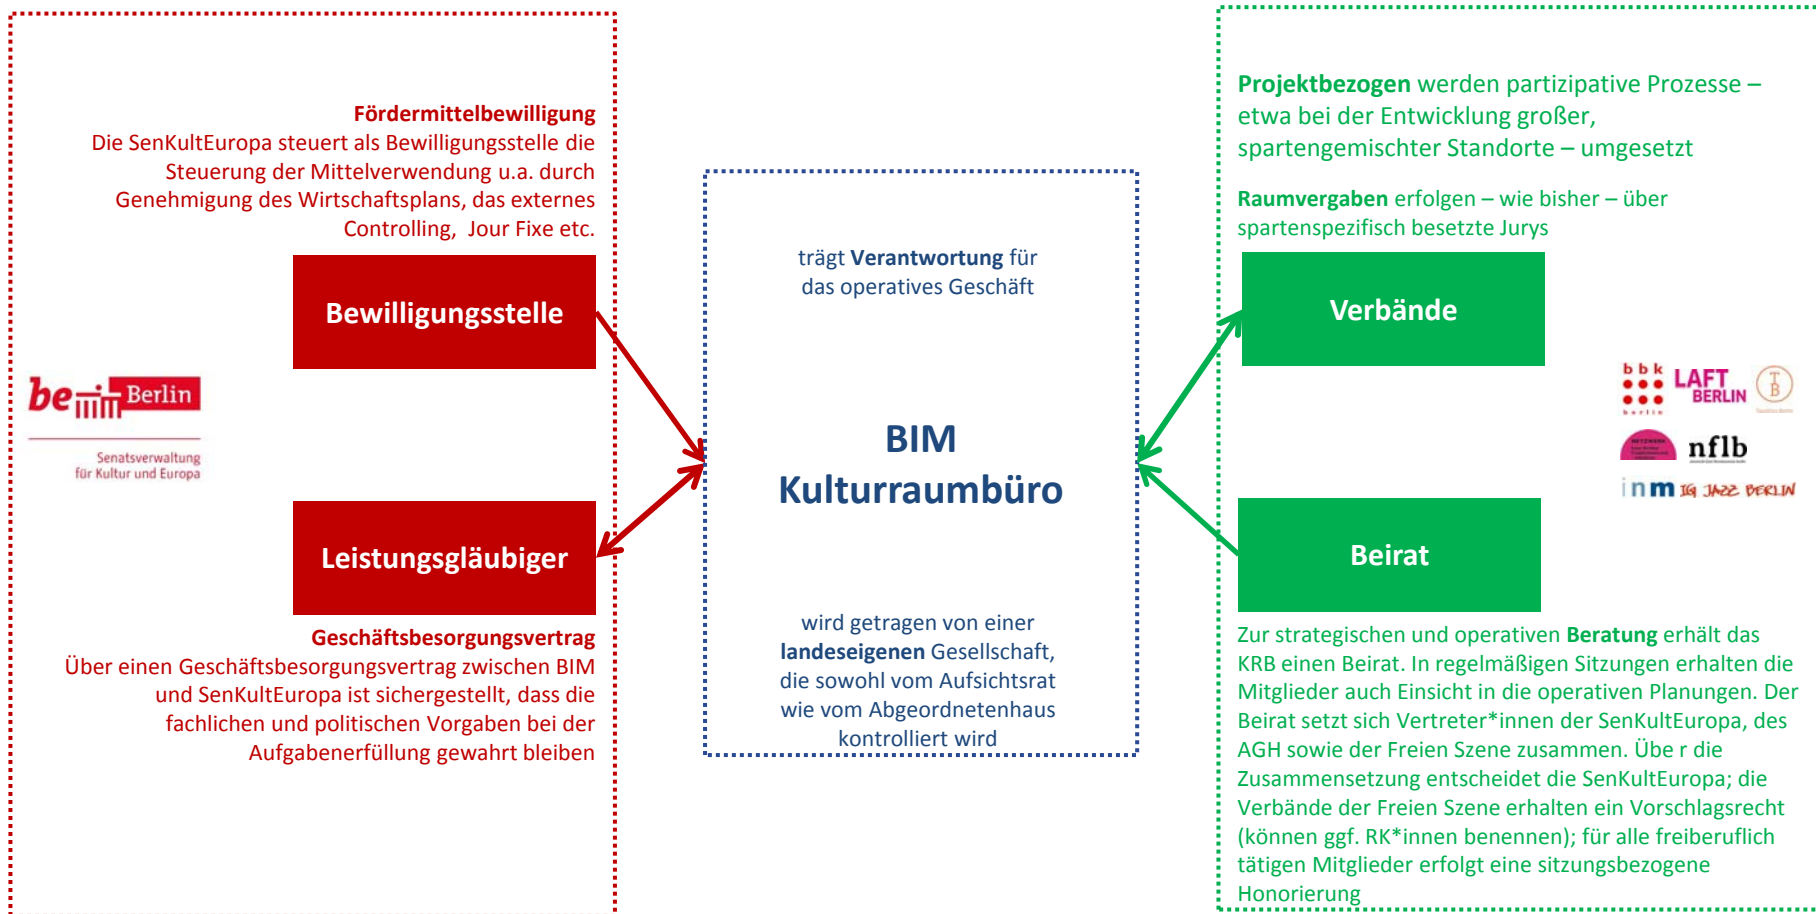 Fördermittelbewilligung
Die SenKultEuropa steuert als Bewilligungsstelle die
Steuerung der Mittelverwendung u.a. durch
Genehmigung des Wirtschaftsplans, das externes
Controlling, Jour Fixe etc.
Bewilligungsstelle
be Berlin
Senatsverwaltung
für Kultur und Europa
Leistungsgläubiger
Geschäftsbesorgungsvertrag
Über einen Geschäftsbesorgungsvertrag zwischen BIM
und SenKultEuropa ist sichergestellt, dass die
fachlichen und politischen Vorgaben bei der
Aufgabenerfüllung gewahrt bleiben
trägt Verantwortung für
das operatives Geschäft
BIM
Kulturraumbüro
wird getragen von einer
landeseigenen Gesellschaft,
die sowohl vom Aufsichtsrat
wie vom Abgeordnetenhaus
kontrolliert wird
Projektbezogen werden partizipative Prozesse –
etwa bei der Entwicklung großer,
spartengemischter Standorte – umgesetzt
Raumvergaben erfolgen – wie bisher – über
spartenspezifisch besetzte Jurys
Verbände
bbk
berlin
LAFT
BERLIN
TB
NETZWERK
nflb
inm IG JAZZ BERLIN
Beirat
Zur strategischen und operativen Beratung erhält das
KRB einen Beirat. In regelmäßigen Sitzungen erhalten die
Mitglieder auch Einsicht in die operativen Planungen. Der
Beirat setzt sich Vertreter*innen der SenKultEuropa, des
AGH sowie der Freien Szene zusammen. Übe r die
Zusammensetzung entscheidet die SenKultEuropa; die
Verbände der Freien Szene erhalten ein Vorschlagsrecht
(können ggf. RK*innen benennen); für alle freiberuflich
tätigen Mitglieder erfolgt eine sitzungsbezogene
Honorierung